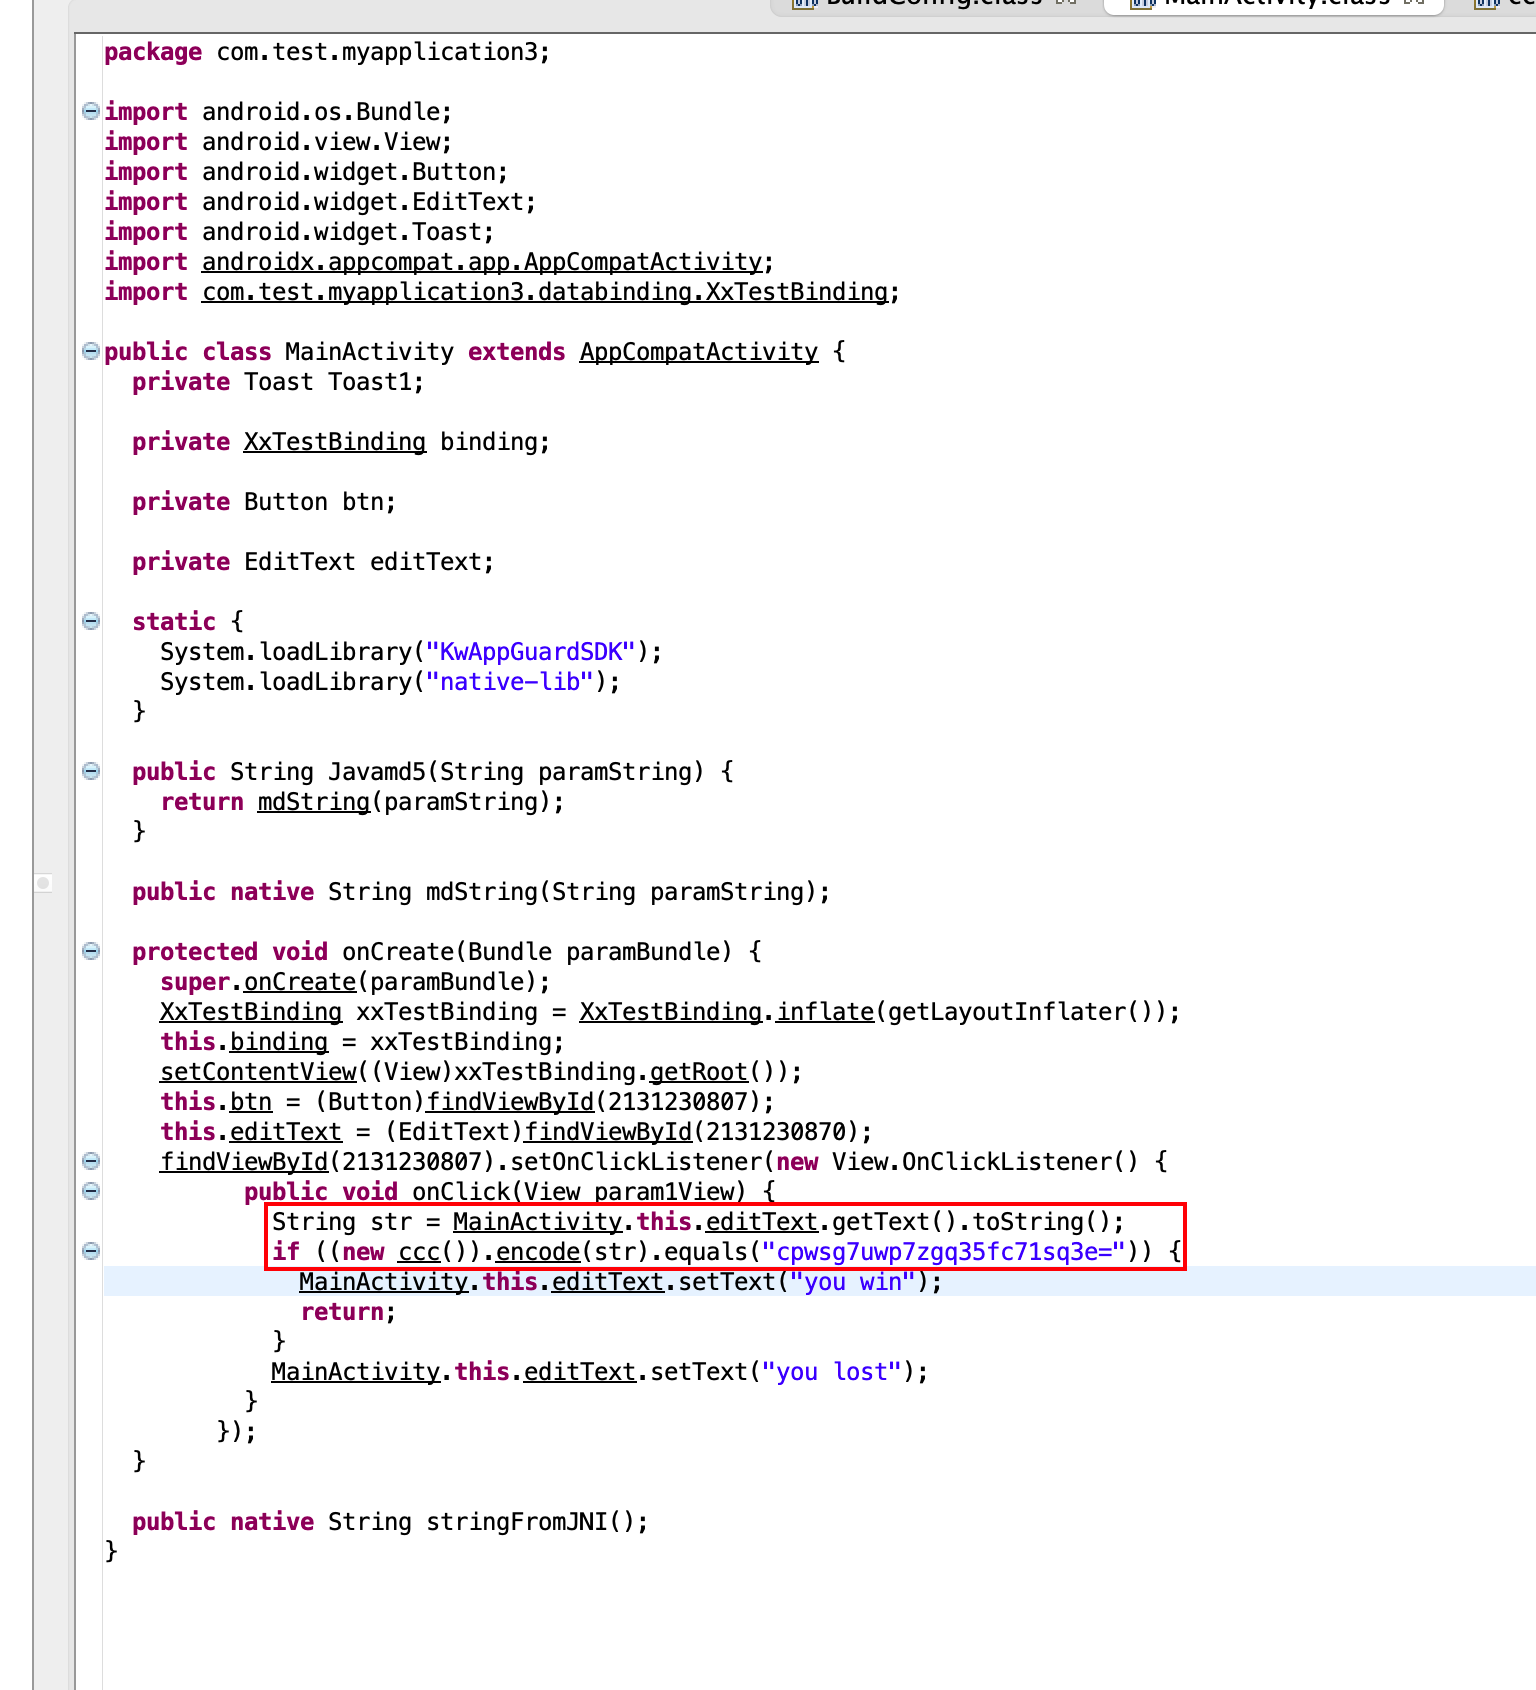 BuildConfig.class
MainActivity.class
package com.test.myapplication3;
import android.os.Bundle;
import android.view.View;
import android.widget.Button;
import android.widget.EditText;
import android.widget.Toast;
import androidx.appcompat.app.AppCompatActivity;
import com.test.myapplication3.databinding.XxTestBinding;
public class MainActivity extends AppCompatActivity {
private Toast Toast1;
private XxTestBinding binding;
private Button btn;
private EditText editText;
static {
System.loadLibrary("KwAppGuardSDK");
System.loadLibrary("native-lib");
}
public String Javamd5(String paramString) {
return mdString(paramString);
}
public native String mdString(String paramString);
protected void onCreate(Bundle paramBundle) {
super.onCreate(paramBundle);
XxTestBinding xxTestBinding = XxTestBinding.inflate(getLayoutInflater());
this.binding = xxTestBinding;
setContentView((View)xxTestBinding.getRoot());
this.btn = (Button)findViewById(2131230807);
this.editText = (EditText)findViewById(2131230870);
findViewById(2131230807).setOnClickListener(new View.OnClickListener() {
public void onClick(View param1View) {
String str = MainActivity.this.editText.getText().toString();
if ((new ccc()).encode(str).equals("cpwsg7uwp7zgq35fc71sq3e=")) {
MainActivity.this.editText.setText("you win");
return;
}
MainActivity.this.editText.setText("you lost");
}
});
}
public native String stringFromJNI();
}